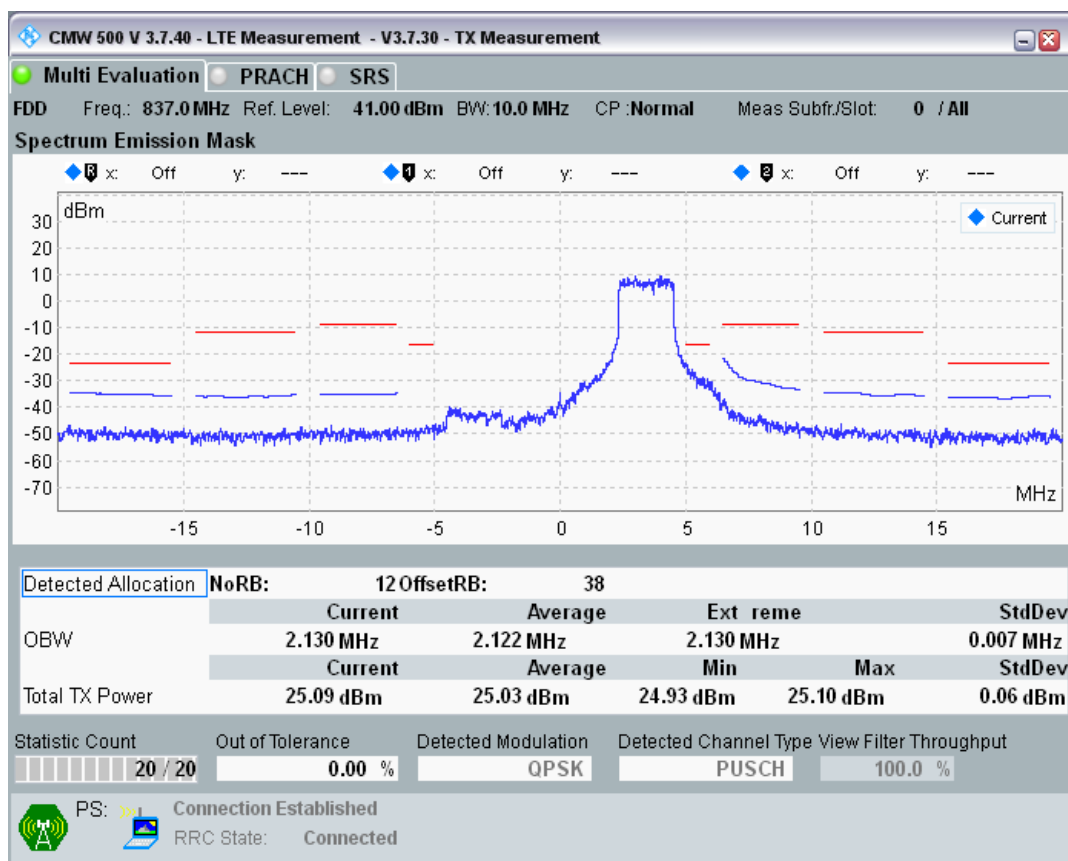 CMW 500 V 3.7.40 - LTE Measurement - V3.7.30 - TX Measurement
Multi Evaluation PRACH SRS
FDD Freq.: 837.0 MHz Ref. Level: 41.00 dBm BW: 10.0 MHz CP :Normal Meas Subfr./Slot: 0 / All
Spectrum Emission Mask
R x: Off y: --- 1 x: Off y: --- 2 x: Off y: ---
dBm
Current
30
20
10
0
-10
-20
-30
-40
-50
-60
-70
MHz
-15 -10 -5 0 5 10 15
Detected Allocation NoRB: 12 OffsetRB: 38
Current Average Ext reme StdDev
OBW 2.130 MHz 2.122 MHz 2.130 MHz 0.007 MHz
Current Average Min Max StdDev
Total TX Power 25.09 dBm 25.03 dBm 24.93 dBm 25.10 dBm 0.06 dBm
Statistic Count Out of Tolerance Detected Modulation Detected Channel Type View Filter Throughput
20 / 20 0.00 % QPSK PUSCH 100.0 %
PS: Connection Established
RRC State: Connected